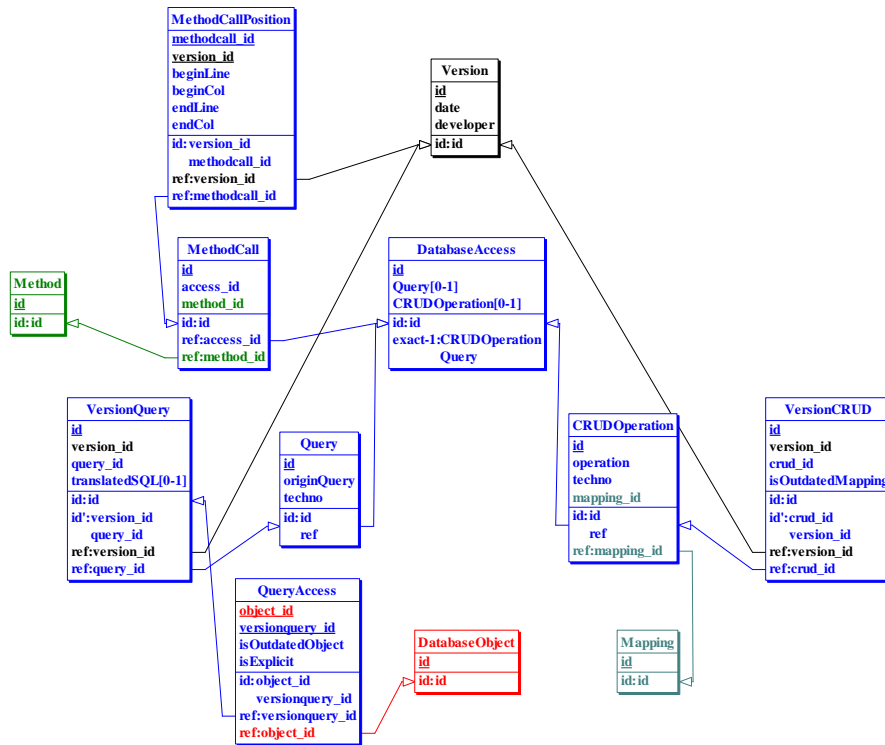 MethodCallPosition
methodcall_id
version_id
beginLine
beginCol
endLine
endCol
id: version_id
methodcall_id
ref:version_id
ref:methodcall_id
Version
id
date
developer
id: id
Method
id
id: id
MethodCall
id
access_id
method_id
id: id
ref:access_id
ref:method_id
DatabaseAccess
id
Query[0-1]
CRUDOperation[0-1]
id: id
exact-1:CRUDOperation
Query
VersionQuery
id
version_id
query_id
translatedSQL[0-1]
id: id
id':version_id
query_id
ref:version_id
ref:query_id
Query
id
originQuery
techno
id: id
ref
CRUDOperation
id
operation
techno
mapping_id
id: id
ref
ref:mapping_id
VersionCRUD
id
version_id
crud_id
isOutdatedMapping
id: id
id':crud_id
version_id
ref:version_id
ref:crud_id
QueryAccess
object_id
versionquery_id
isOutdatedObject
isExplicit
id: object_id
versionquery_id
ref:versionquery_id
ref:object_id
DatabaseObject
id
id: id
Mapping
id
id: id